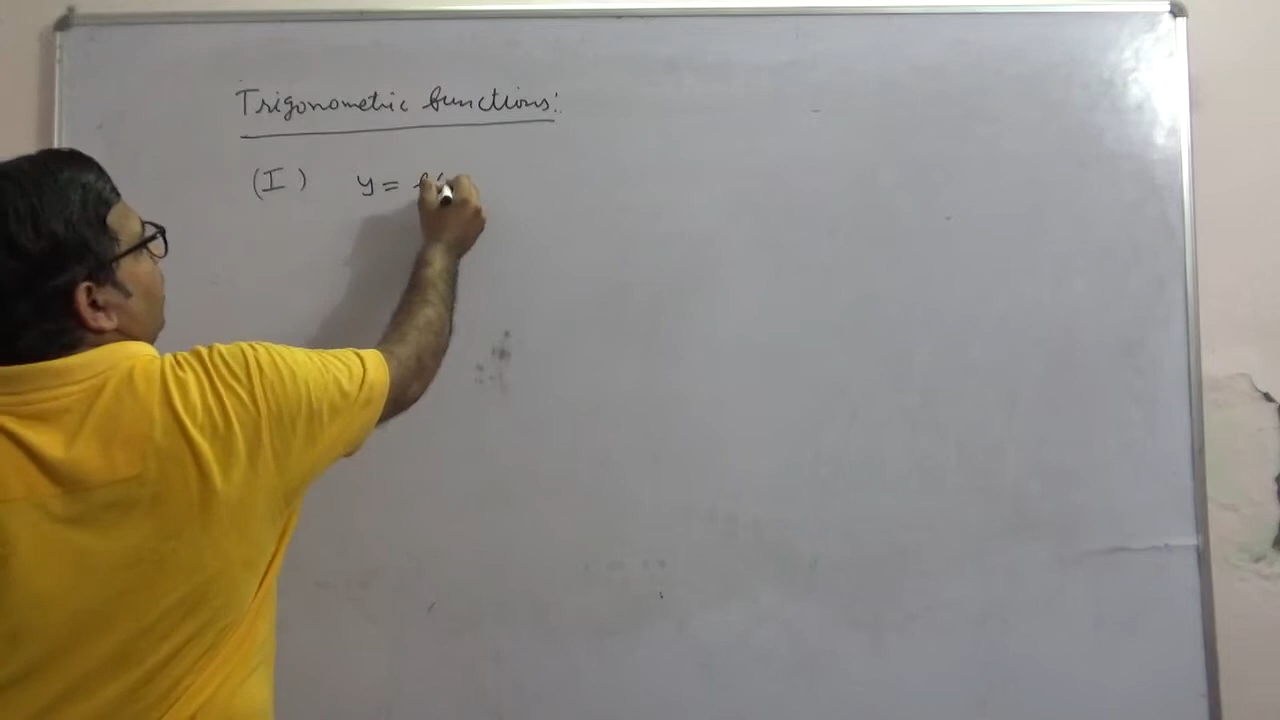 Trigonometric functions:
(I) y =